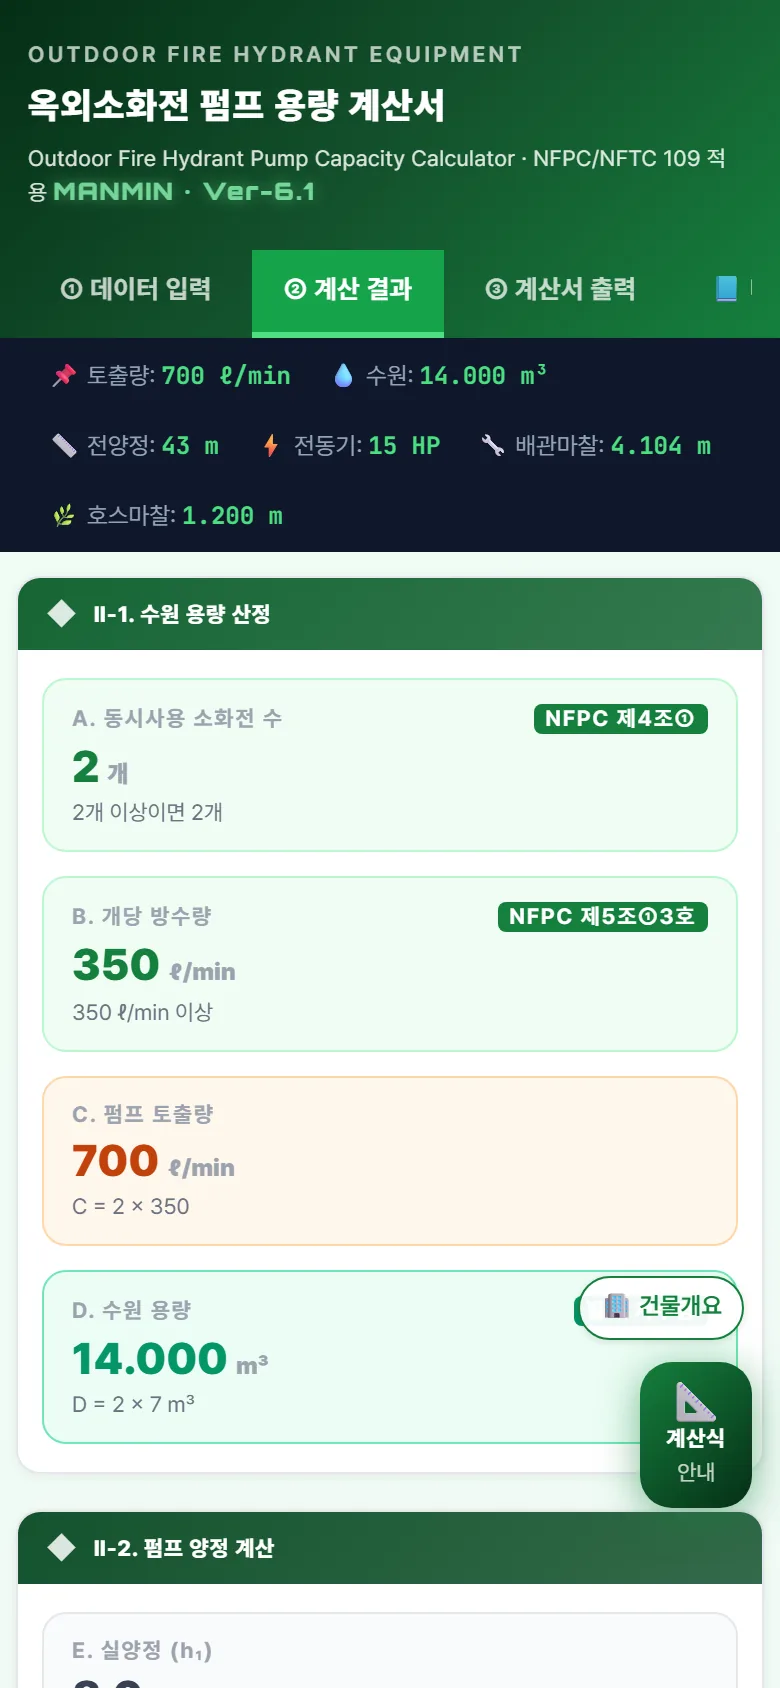 OUTDOOR FIRE HYDRANT EQUIPMENT
옥외소화전 펌프 용량 계산서
Outdoor Fire Hydrant Pump Capacity Calculator · NFPC/NFTC 109 적
용 MANMIN · Ver-6.1
① 데이터 입력 ② 계산 결과 ③ 계산서 출력
토출량: 700 ℓ/min 수원: 14.000 m³
전양정: 43 m 전동기: 15 HP 배관마찰: 4.104 m
호스마찰: 1.200 m
Ⅱ-1. 수원 용량 산정
A. 동시사용 소화전 수 NFPC 제4조①
2 개
2개 이상이면 2개
B. 개당 방수량 NFPC 제5조①3호
350 ℓ/min
350 ℓ/min 이상
C. 펌프 토출량
700 ℓ/min
C = 2 × 350
D. 수원 용량
건물개요
14.000 m³
D = 2 × 7 m³
계산식
안내
Ⅱ-2. 펌프 양정 계산
E. 실양정 (h₁)